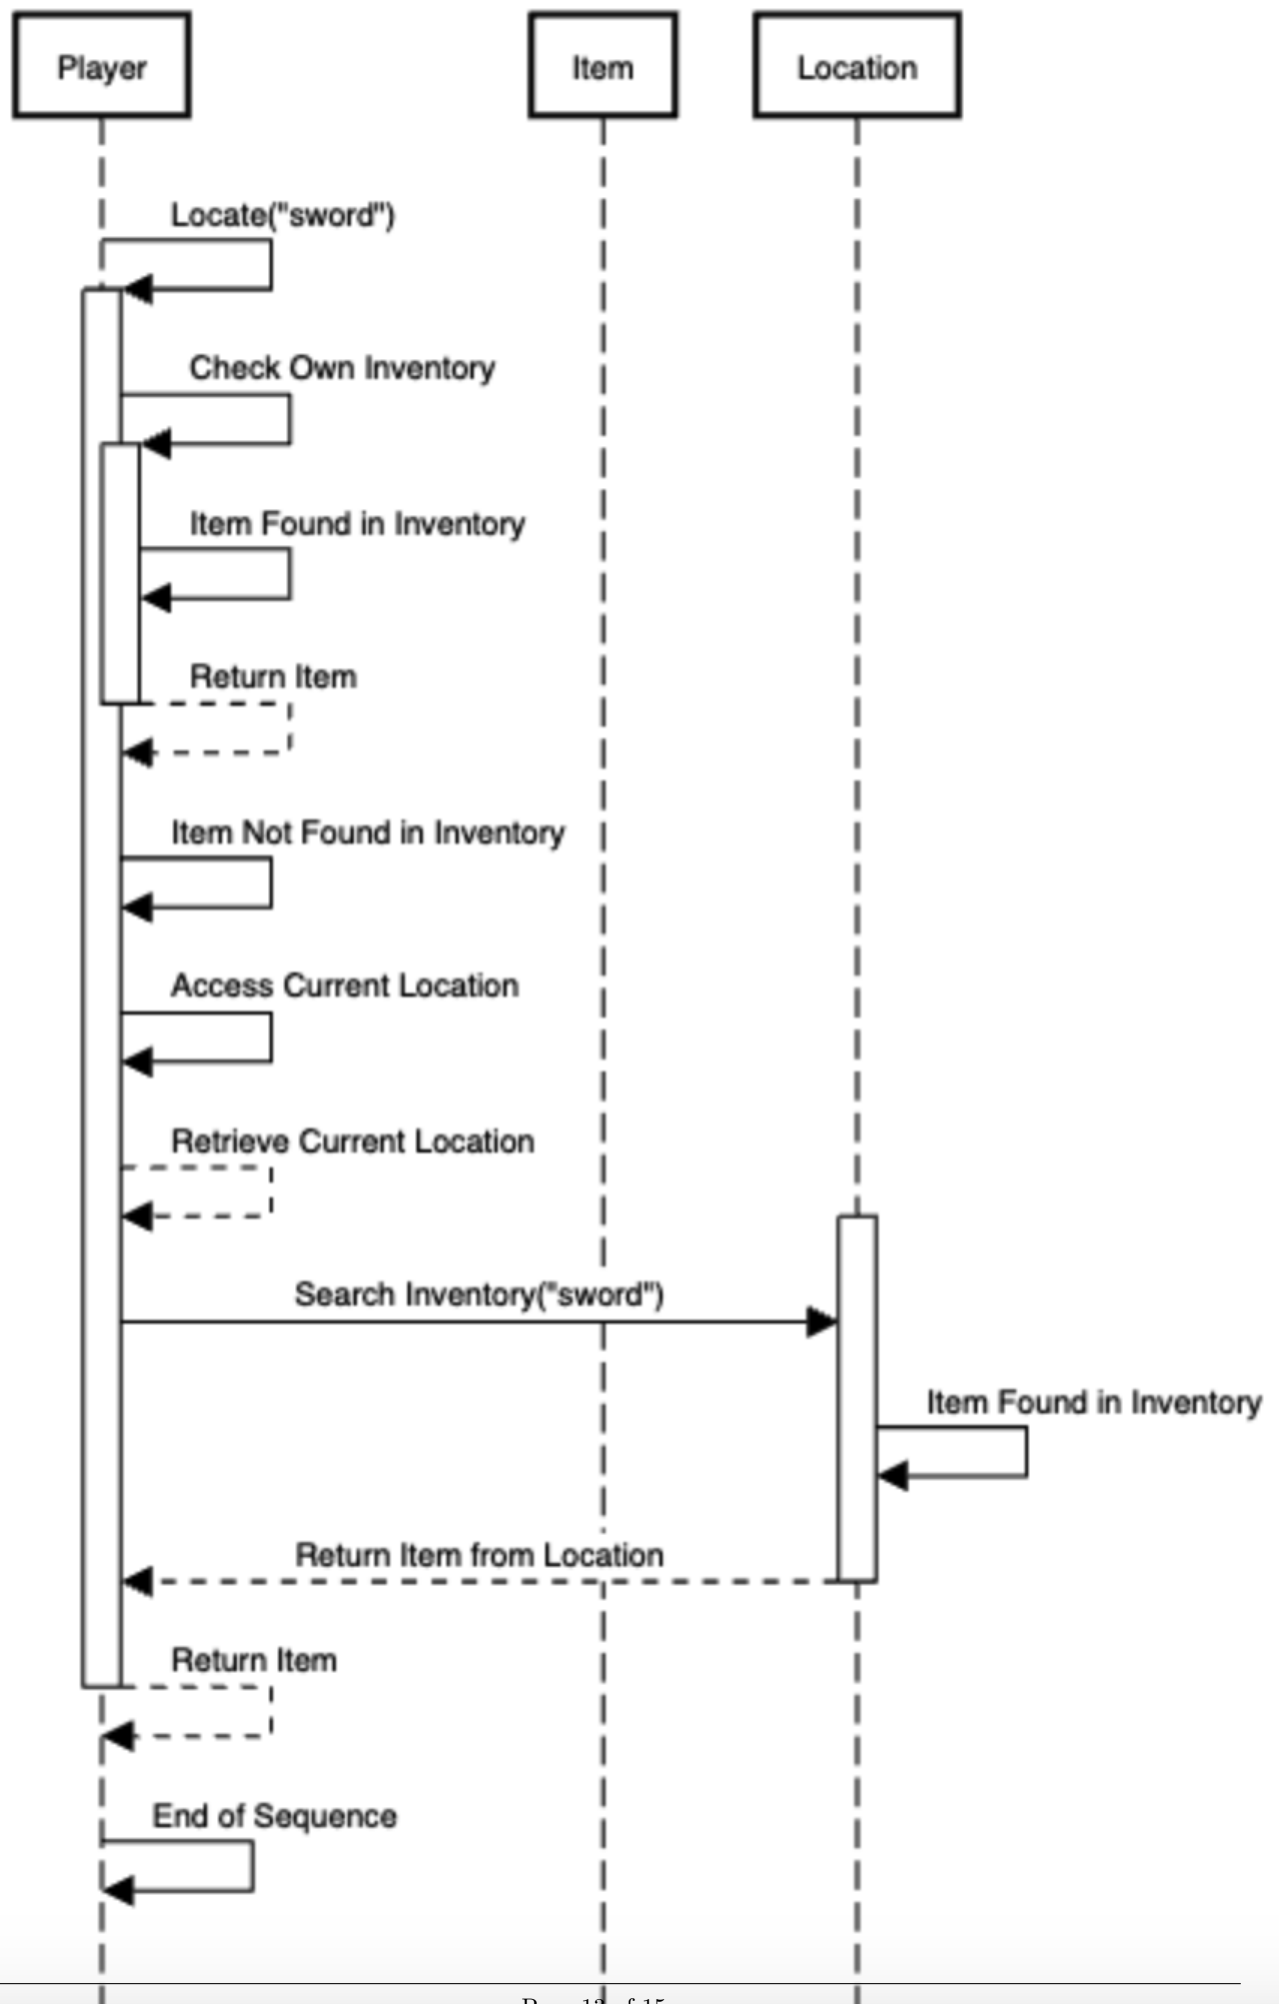 Player
Item
Location
Locate("sword")
Check Own Inventory
Item Found in Inventory
Return Item
Item Not Found in Inventory
Access Current Location
Retrieve Current Location
Search Inventory("sword")
Item Found in Inventory
Return Item from Location
Return Item
End of Sequence